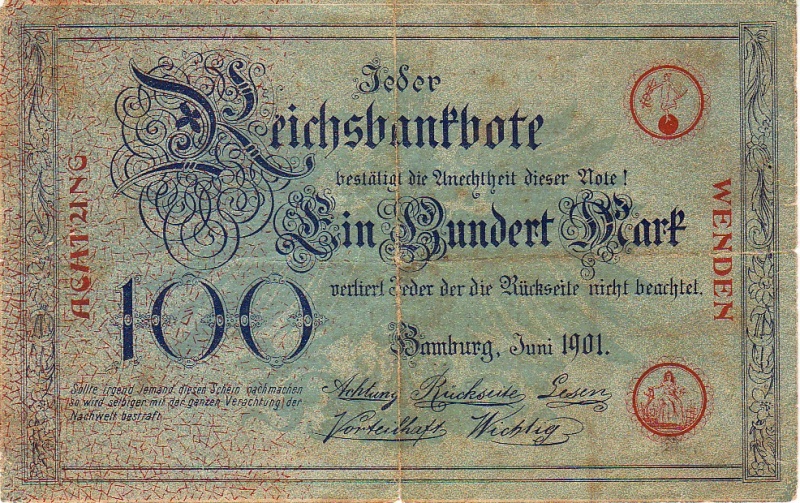 Jeder
Reichsbankbote
bestätigt die Unechtheit dieser Note!
Ein Hundert Mark
verliert Jeder der die Rückseite nicht beachtet.
100
Hamburg, Juni 1901.
Sollte irgend Jemand diesen Schein nachmachen
so wird selbiger mit der ganzen Verachtung der
Nachwelt bestraft
Achtung Rückseite Lesen
Vorteilhaft Wichtig
WENDEN